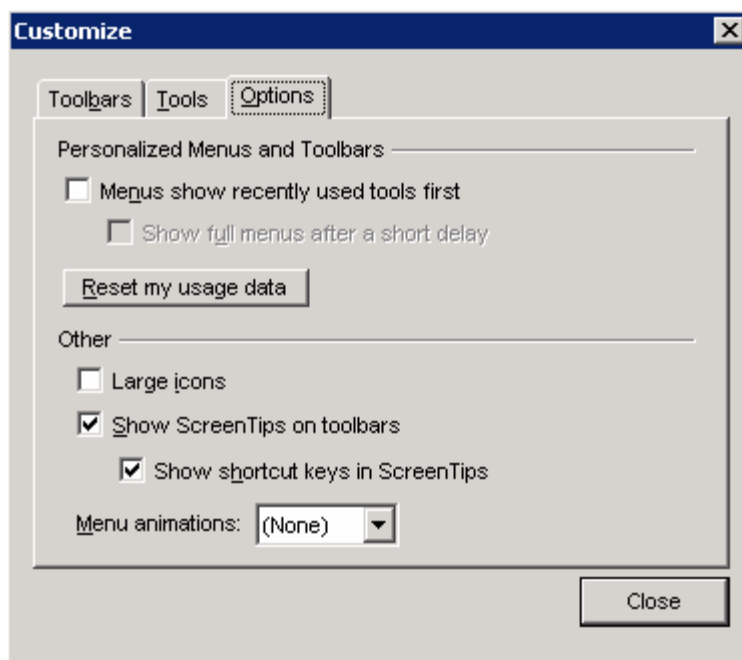 Customize
Toolbars Tools Options
Personalized Menus and Toolbars
Menus show recently used tools first
Show full menus after a short delay
Reset my usage data
Other
Large icons
Show ScreenTips on toolbars
Show shortcut keys in ScreenTips
Menu animations: (None)
Close